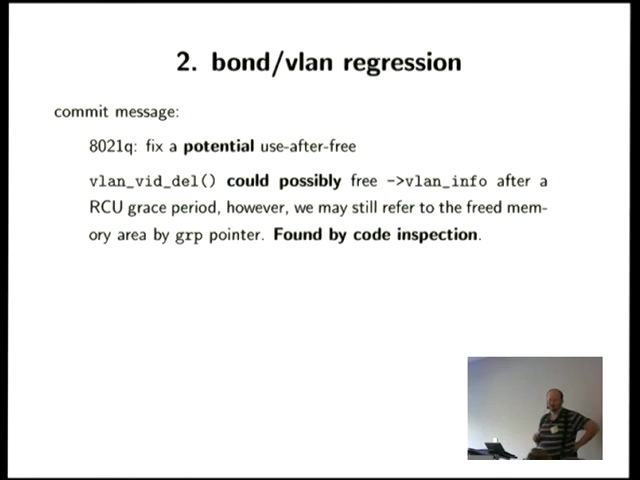 2. bond/vlan regression
commit message:
8021q: fix a potential use-after-free
vlan_vid_del() could possibly free ->vlan_info after a
RCU grace period, however, we may still refer to the freed mem-
ory area by grp pointer. Found by code inspection.